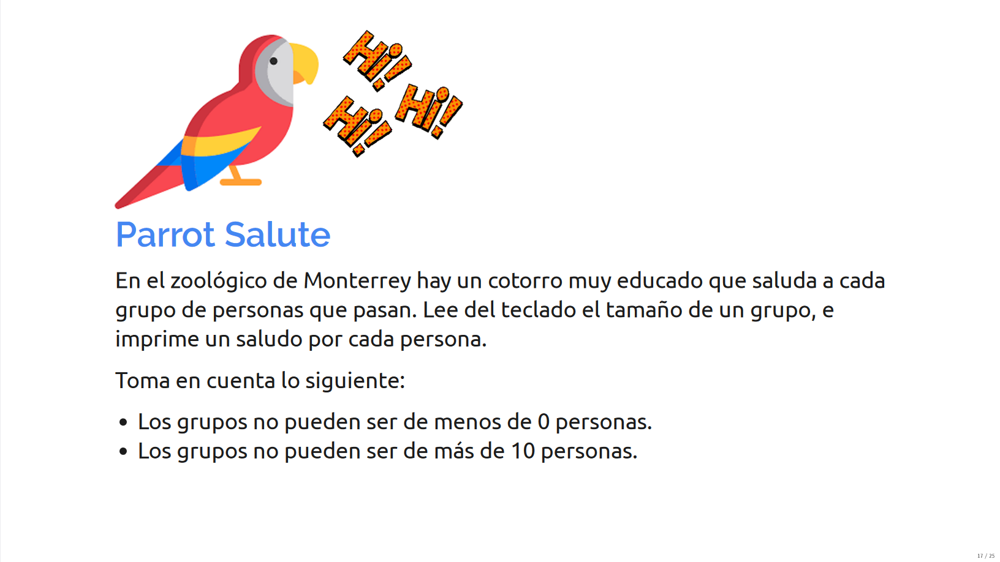 Hi!
Hi!
Hi!
Parrot Salute
En el zoológico de Monterrey hay un cotorro muy educado que saluda a cada
grupo de personas que pasan. Lee del teclado el tamaño de un grupo, e
imprime un saludo por cada persona.
Toma en cuenta lo siguiente:
• Los grupos no pueden ser de menos de 0 personas.
• Los grupos no pueden ser de más de 10 personas.
17 / 25